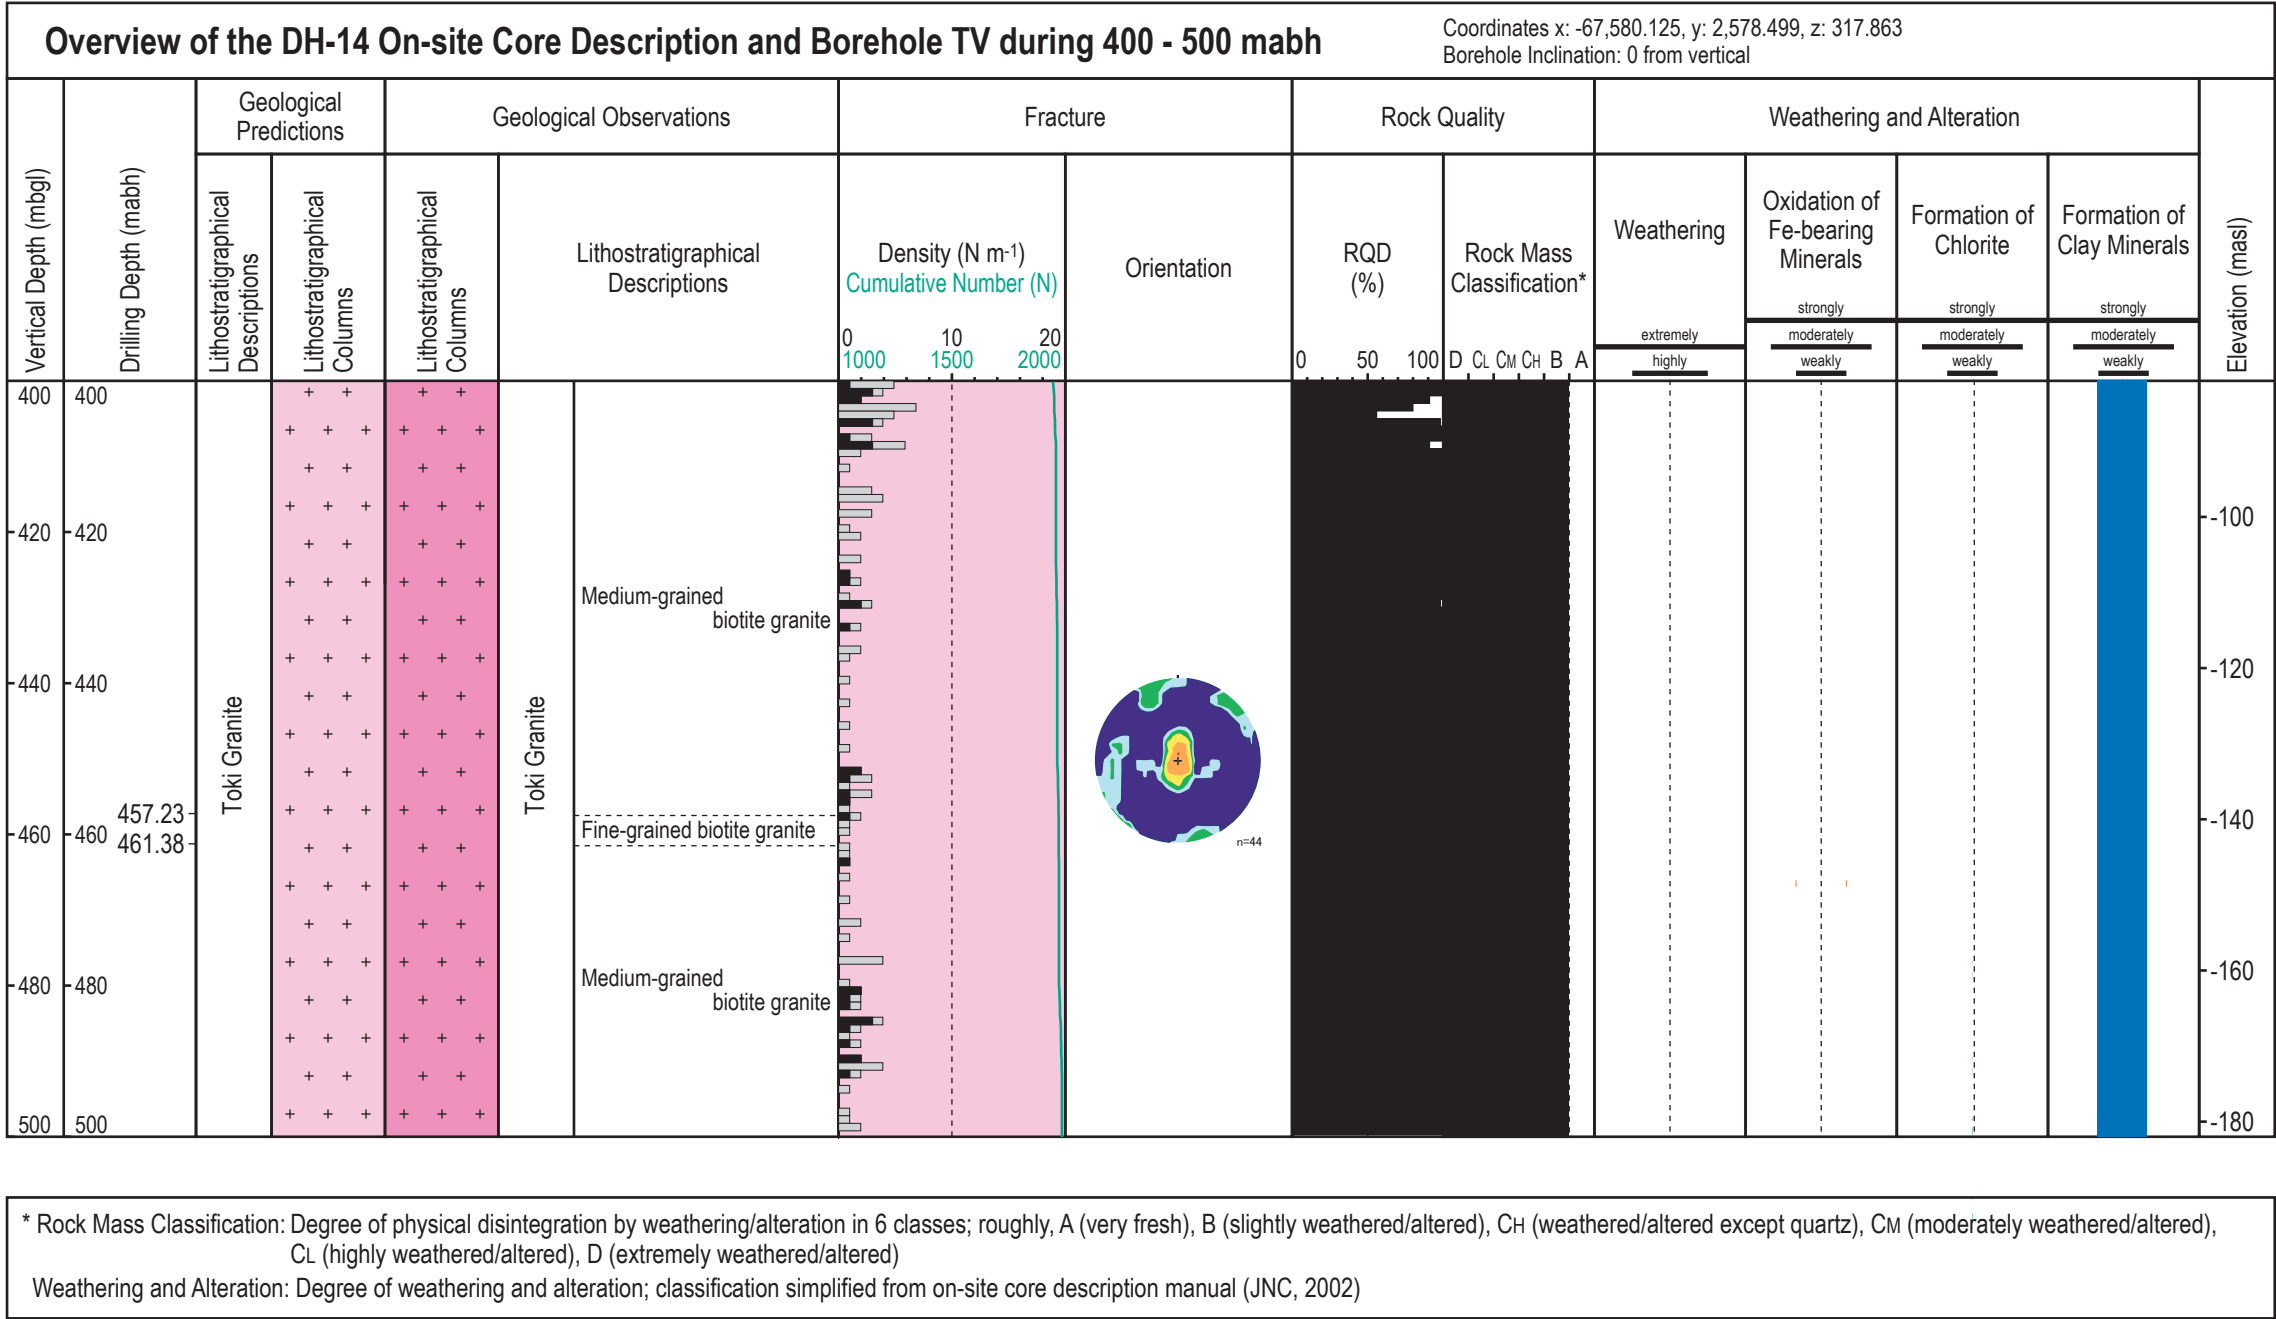 Overview of the DH-14 On-site Core Description and Borehole TV during 400 - 500 mabh
Coordinates x: -67,580.125, y: 2,578.499, z: 317.863
Borehole Inclination: 0 from vertical
Vertical Depth (mbgl)
Drilling Depth (mabh)
Geological
Predictions
Geological Observations
Fracture
Rock Quality
Weathering and Alteration
Elevation (masl)
Lithostratigraphical
Descriptions
Lithostratigraphical
Columns
Lithostratigraphical
Columns
Lithostratigraphical
Descriptions
Density (N m-1)
Cumulative Number (N)
0 10 20
1000 1500 2000
Orientation
RQD
(%)
0 50 100
Rock Mass
Classification*
D CL CM CH B A
Weathering
extremely
highly
Oxidation of
Fe-bearing
Minerals
strongly
moderately
weakly
Formation of
Chlorite
strongly
moderately
weakly
Formation of
Clay Minerals
strongly
moderately
weakly
400 400
420 420
440 440
457.23
460 460
461.38
480 480
500 500
Toki Granite
Toki Granite
Medium-grained
biotite granite
Fine-grained biotite granite
Medium-grained
biotite granite
n=44
-100
-120
-140
-160
-180
* Rock Mass Classification: Degree of physical disintegration by weathering/alteration in 6 classes; roughly, A (very fresh), B (slightly weathered/altered), CH (weathered/altered except quartz), CM (moderately weathered/altered),
CL (highly weathered/altered), D (extremely weathered/altered)
Weathering and Alteration: Degree of weathering and alteration; classification simplified from on-site core description manual (JNC, 2002)